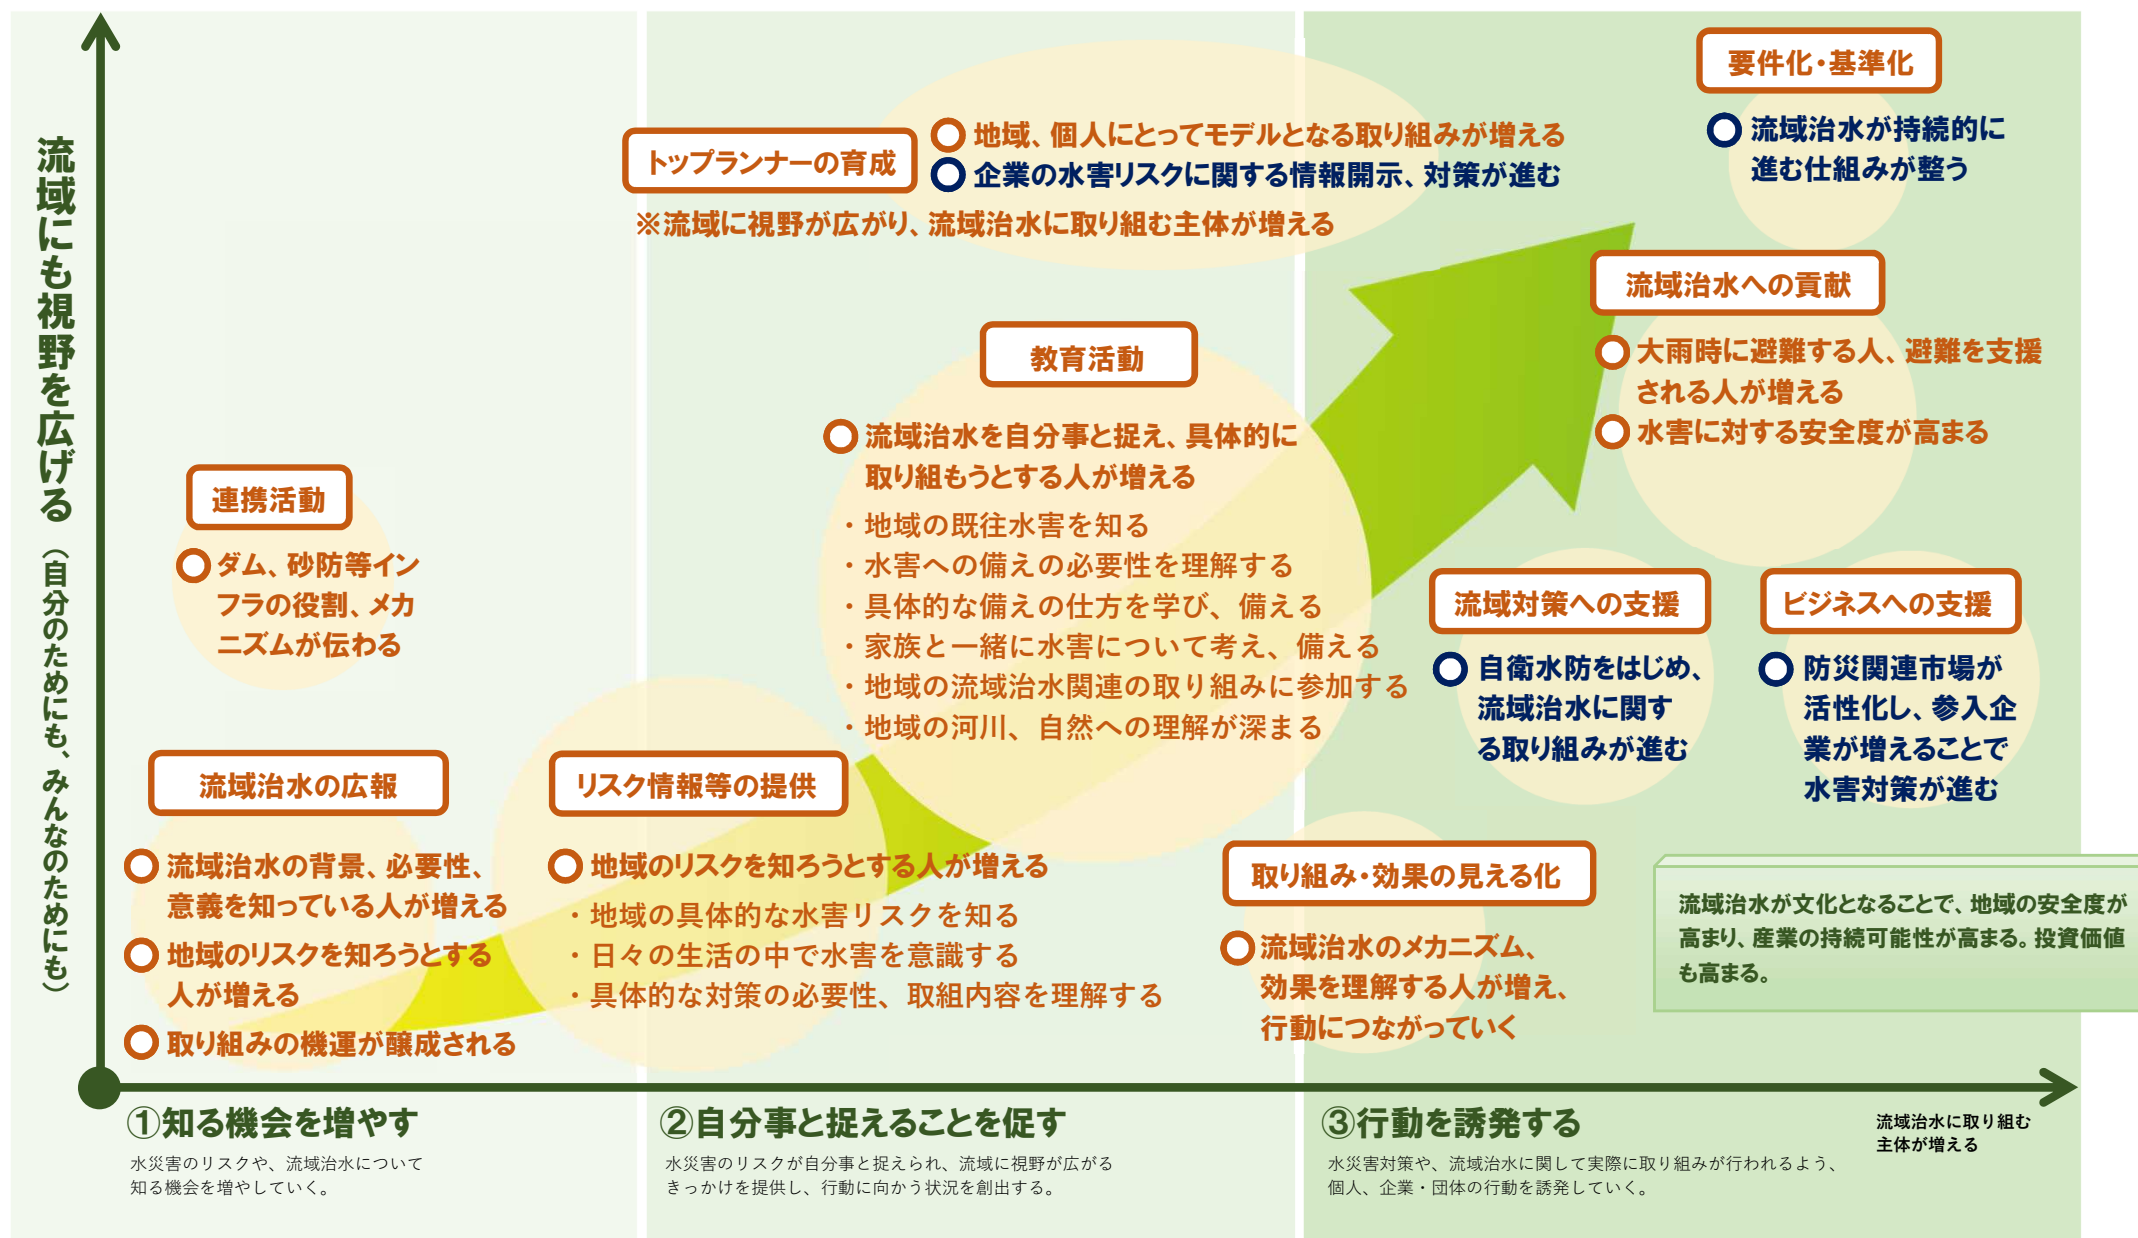 流域にも視野を広げる
（自分のためにも、みんなのためにも）
要件化・基準化
流域治水が持続的に
進む仕組みが整う
トップランナーの育成
地域、個人にとってモデルとなる取り組みが増える
企業の水害リスクに関する情報開示、対策が進む
※流域に視野が広がり、流域治水に取り組む主体が増える
流域治水への貢献
大雨時に避難する人、避難を支援
される人が増える
水害に対する安全度が高まる
教育活動
流域治水を自分事と捉え、具体的に
取り組もうとする人が増える
・地域の既往水害を知る
・水害への備えの必要性を理解する
・具体的な備えの仕方を学び、備える
・家族と一緒に水害について考え、備える
・地域の流域治水関連の取り組みに参加する
・地域の河川、自然への理解が深まる
連携活動
ダム、砂防等イン
フラの役割、メカ
ニズムが伝わる
流域対策への支援
自衛水防をはじめ、
流域治水に関す
る取り組みが進む
ビジネスへの支援
防災関連市場が
活性化し、参入企
業が増えることで
水害対策が進む
流域治水の広報
流域治水の背景、必要性、
意義を知っている人が増える
地域のリスクを知ろうとする
人が増える
取り組みの機運が醸成される
リスク情報等の提供
地域のリスクを知ろうとする人が増える
・地域の具体的な水害リスクを知る
・日々の生活の中で水害を意識する
・具体的な対策の必要性、取組内容を理解する
取り組み・効果の見える化
流域治水のメカニズム、
効果を理解する人が増え、
行動につながっていく
流域治水が文化となることで、地域の安全度が
高まり、産業の持続可能性が高まる。投資価値
も高まる。
①知る機会を増やす
水災害のリスクや、流域治水について
知る機会を増やしていく。
②自分事と捉えることを促す
水災害のリスクが自分事と捉えられ、流域に視野が広がる
きっかけを提供し、行動に向かう状況を創出する。
③行動を誘発する
水災害対策や、流域治水に関して実際に取り組みが行われるよう、
個人、企業・団体の行動を誘発していく。
流域治水に取り組む
主体が増える